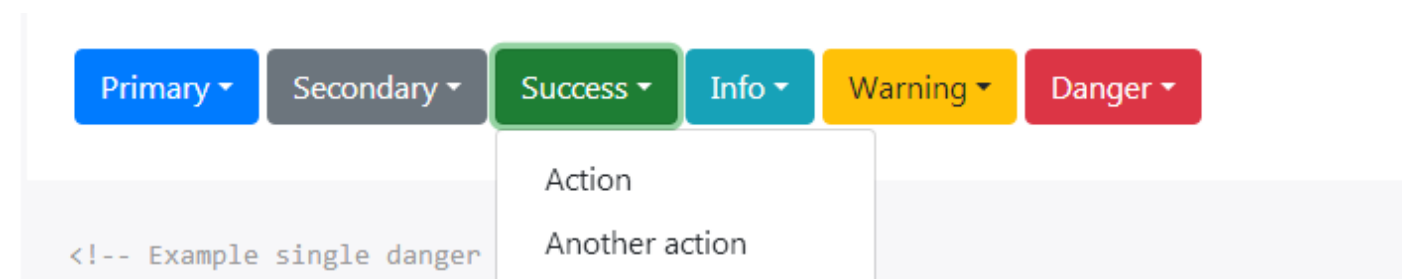 Primary Secondary Success Info Warning Danger
Action
Another action
<!-- Example single danger